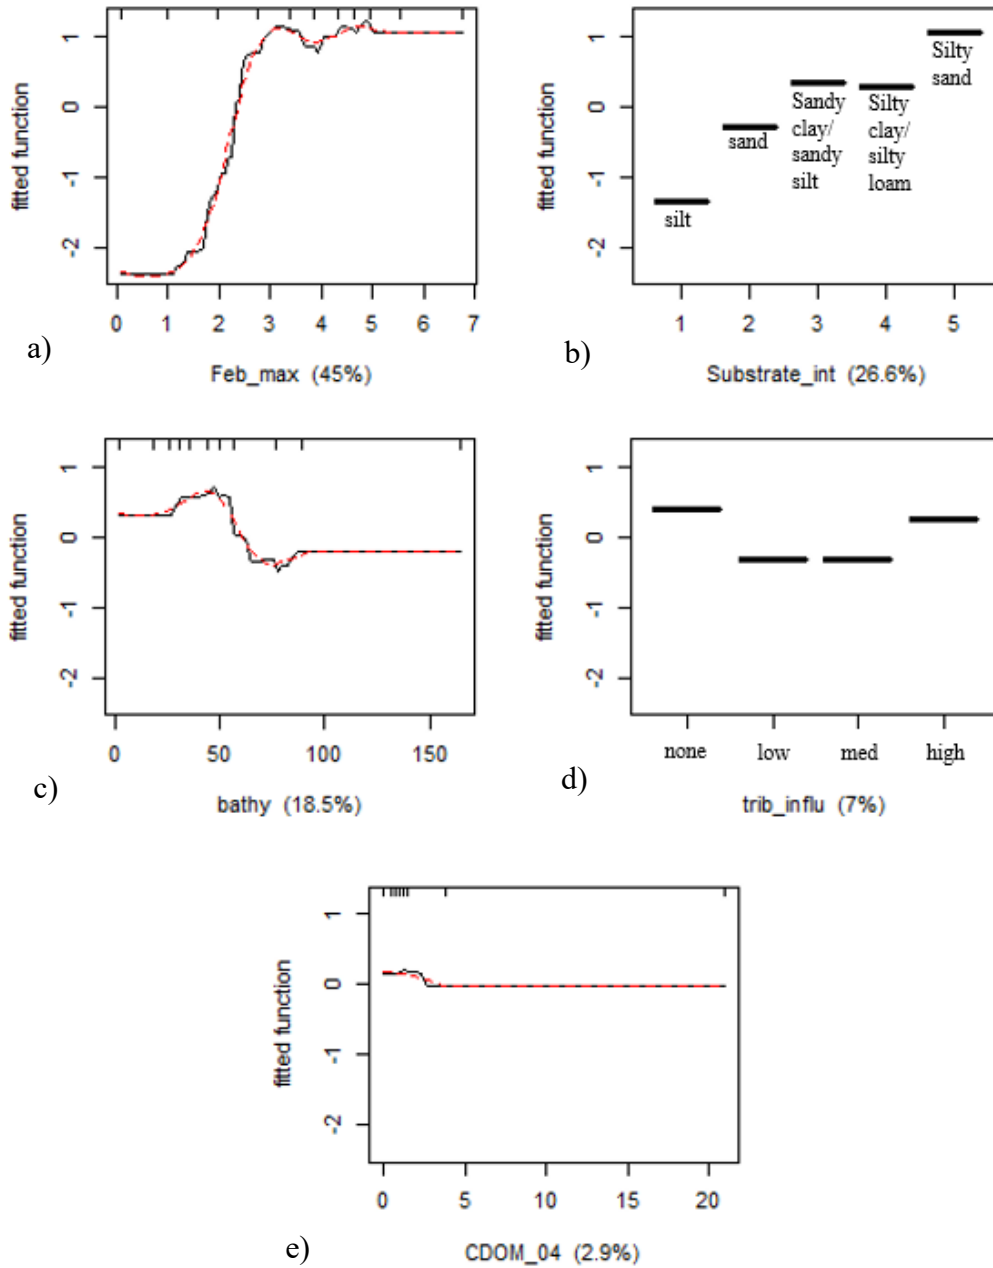 fitted function
1
0
-1
-2
0 1 2 3 4 5 6 7
a)
Feb_max (45%)
fitted function
1
0
-1
-2
silt
sand
Sandy
clay/
sandy
silt
Silty
clay/
silty
loam
Silty
sand
1 2 3 4 5
b)
Substrate_int (26.6%)
fitted function
1
0
-1
-2
0 50 100 150
c)
bathy (18.5%)
fitted function
1
0
-1
-2
none low med high
d)
trib_influ (7%)
fitted function
1
0
-1
-2
0 5 10 15 20
e)
CDOM_04 (2.9%)